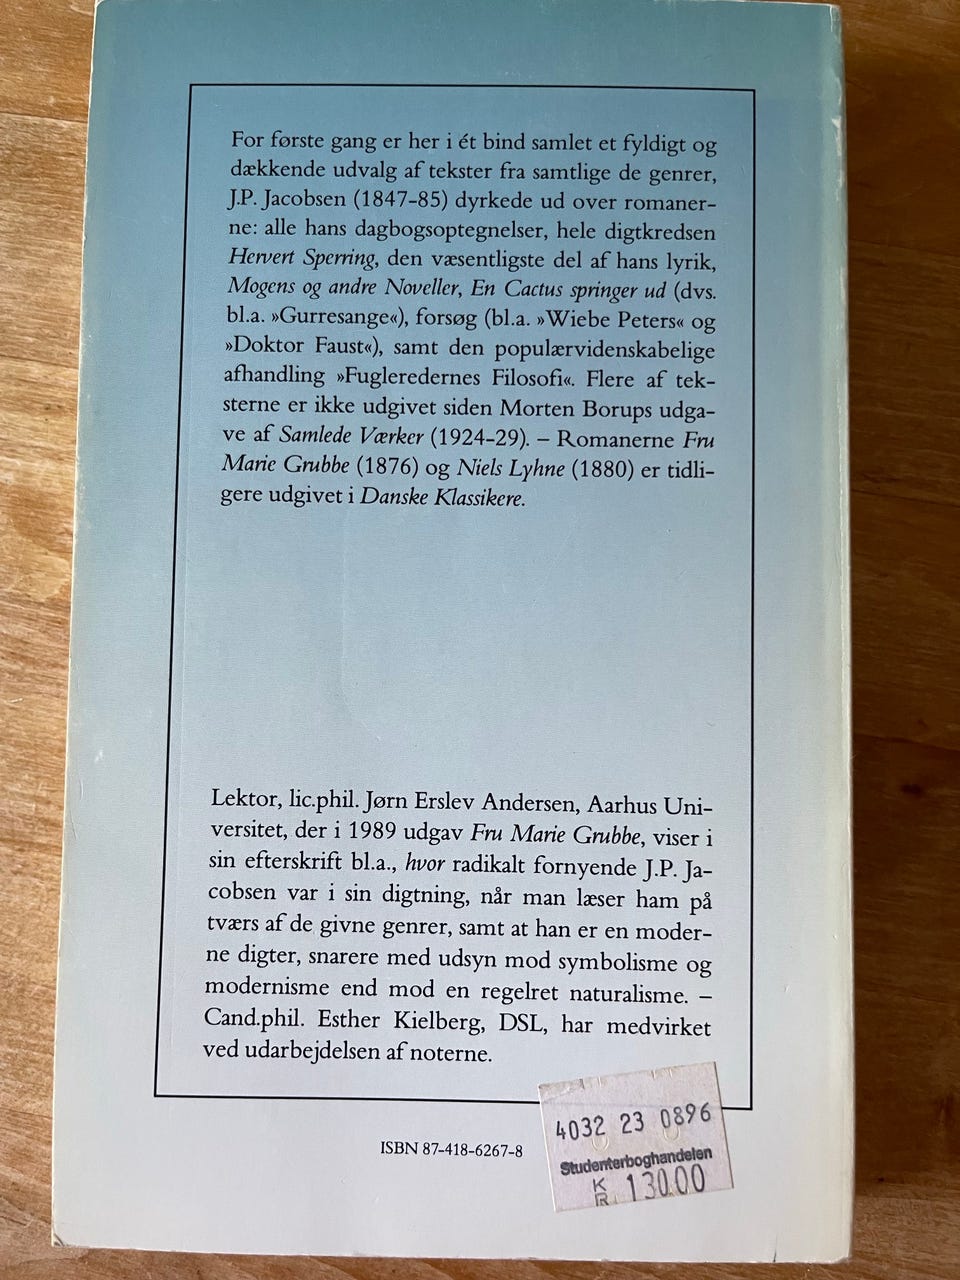 For første gang er her i ét bind samlet et fyldigt og
dækkende udvalg af tekster fra samtlige de genrer,
J.P. Jacobsen (1847-85) dyrkede ud over romaner-
ne: alle hans dagbogsoptegnelser, hele digtkredsen
Hervert Sperring, den væsentligste del af hans lyrik,
Mogens og andre Noveller, En Cactus springer ud (dvs.
bl.a. »Gurresange«), forsøg (bl.a. »Wiebe Peters« og
»Doktor Faust«), samt den populærvidenskabelige
afhandling »Fugleredernes Filosofi«. Flere af tek-
sterne er ikke udgivet siden Morten Borups udga-
ve af Samlede Værker (1924-29). – Romanerne Fru
Marie Grubbe (1876) og Niels Lyhne (1880) er tidli-
gere udgivet i Danske Klassikere.
Lektor, lic.phil. Jørn Erslev Andersen, Aarhus Uni-
versitet, der i 1989 udgav Fru Marie Grubbe, viser i
sin efterskrift bl.a., hvor radikalt fornyende J.P. Ja-
cobsen var i sin digtning, når man læser ham på
tværs af de givne genrer, samt at han er en moder-
ne digter, snarere med udsyn mod symbolisme og
modernisme end mod en regelret naturalisme. –
Cand.phil. Esther Kielberg, DSL, har medvirket
ved udarbejdelsen af noterne.
ISBN 87-418-6267-8
4032 23 0896
Studenterboghandelen
KR 130.00